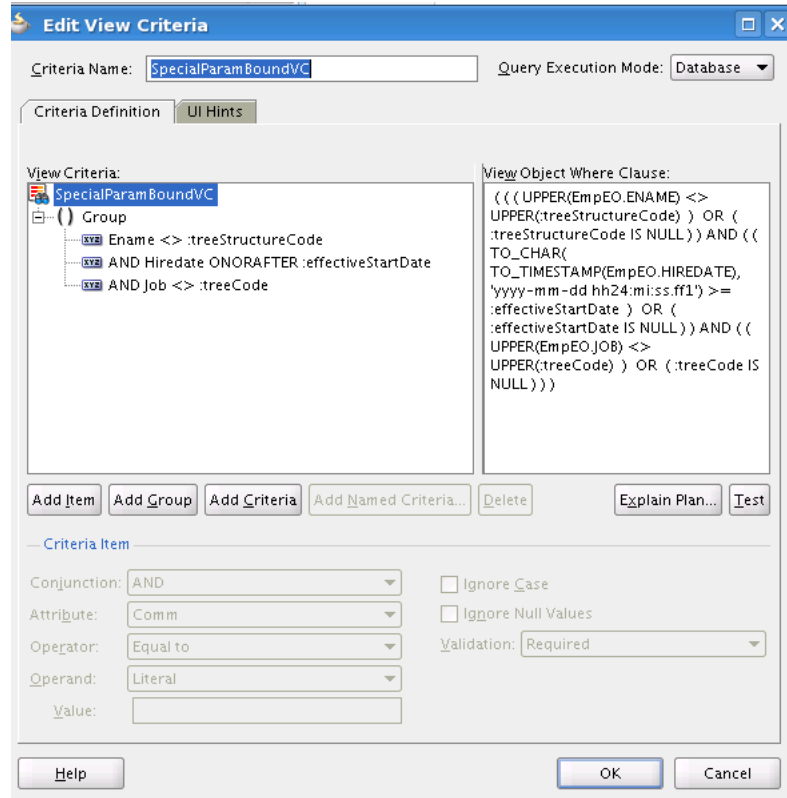 Edit View Criteria
Criteria Name: SpecialParamBoundVC Query Execution Mode: Database
Criteria Definition UI Hints
View Criteria:
SpecialParamBoundVC
() Group
XYZ Ename <> :treeStructureCode
XYZ AND Hiredate ONORAFTER :effectiveStartDate
XYZ AND Job <> :treeCode
View Object Where Clause:
( ( ( UPPER(EmpEO.ENAME) <>
UPPER(:treeStructureCode) ) OR (
:treeStructureCode IS NULL ) ) AND ( (
TO_CHAR(
TO_TIMESTAMP(EmpEO.HIREDATE),
'yyyy-mm-dd hh24:mi:ss.ff1') >=
:effectiveStartDate ) OR (
:effectiveStartDate IS NULL ) ) AND ( (
UPPER(EmpEO.JOB) <>
UPPER(:treeCode) ) OR ( :treeCode IS
NULL ) ) )
Add Item Add Group Add Criteria Add Named Criteria... Delete Explain Plan... Test
Criteria Item
Conjunction: AND Ignore Case
Attribute: Comm Ignore Null Values
Operator: Equal to Validation: Required
Operand: Literal
Value:
Help OK Cancel